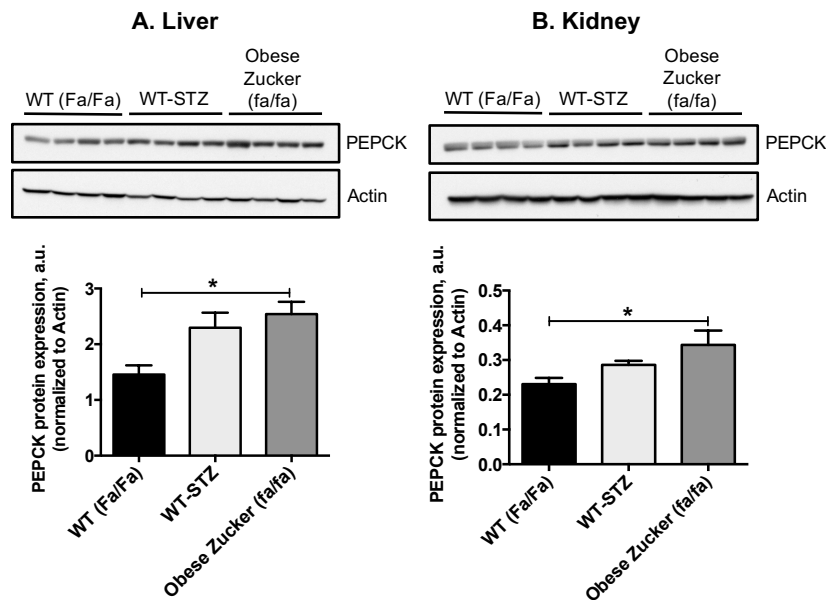 A. Liver
WT (Fa/Fa)
WT-STZ
Obese
Zucker
(fa/fa)
PEPCK
Actin
PEPCK protein expression, a.u.
(normalized to Actin)
3
2
1
0
*
WT (Fa/Fa)
WT-STZ
Obese Zucker (fa/fa)
B. Kidney
WT (Fa/Fa)
WT-STZ
Obese
Zucker
(fa/fa)
PEPCK
Actin
PEPCK protein expression, a.u.
(normalized to Actin)
0.5
0.4
0.3
0.2
0.1
0.0
*
WT (Fa/Fa)
WT-STZ
Obese Zucker (fa/fa)